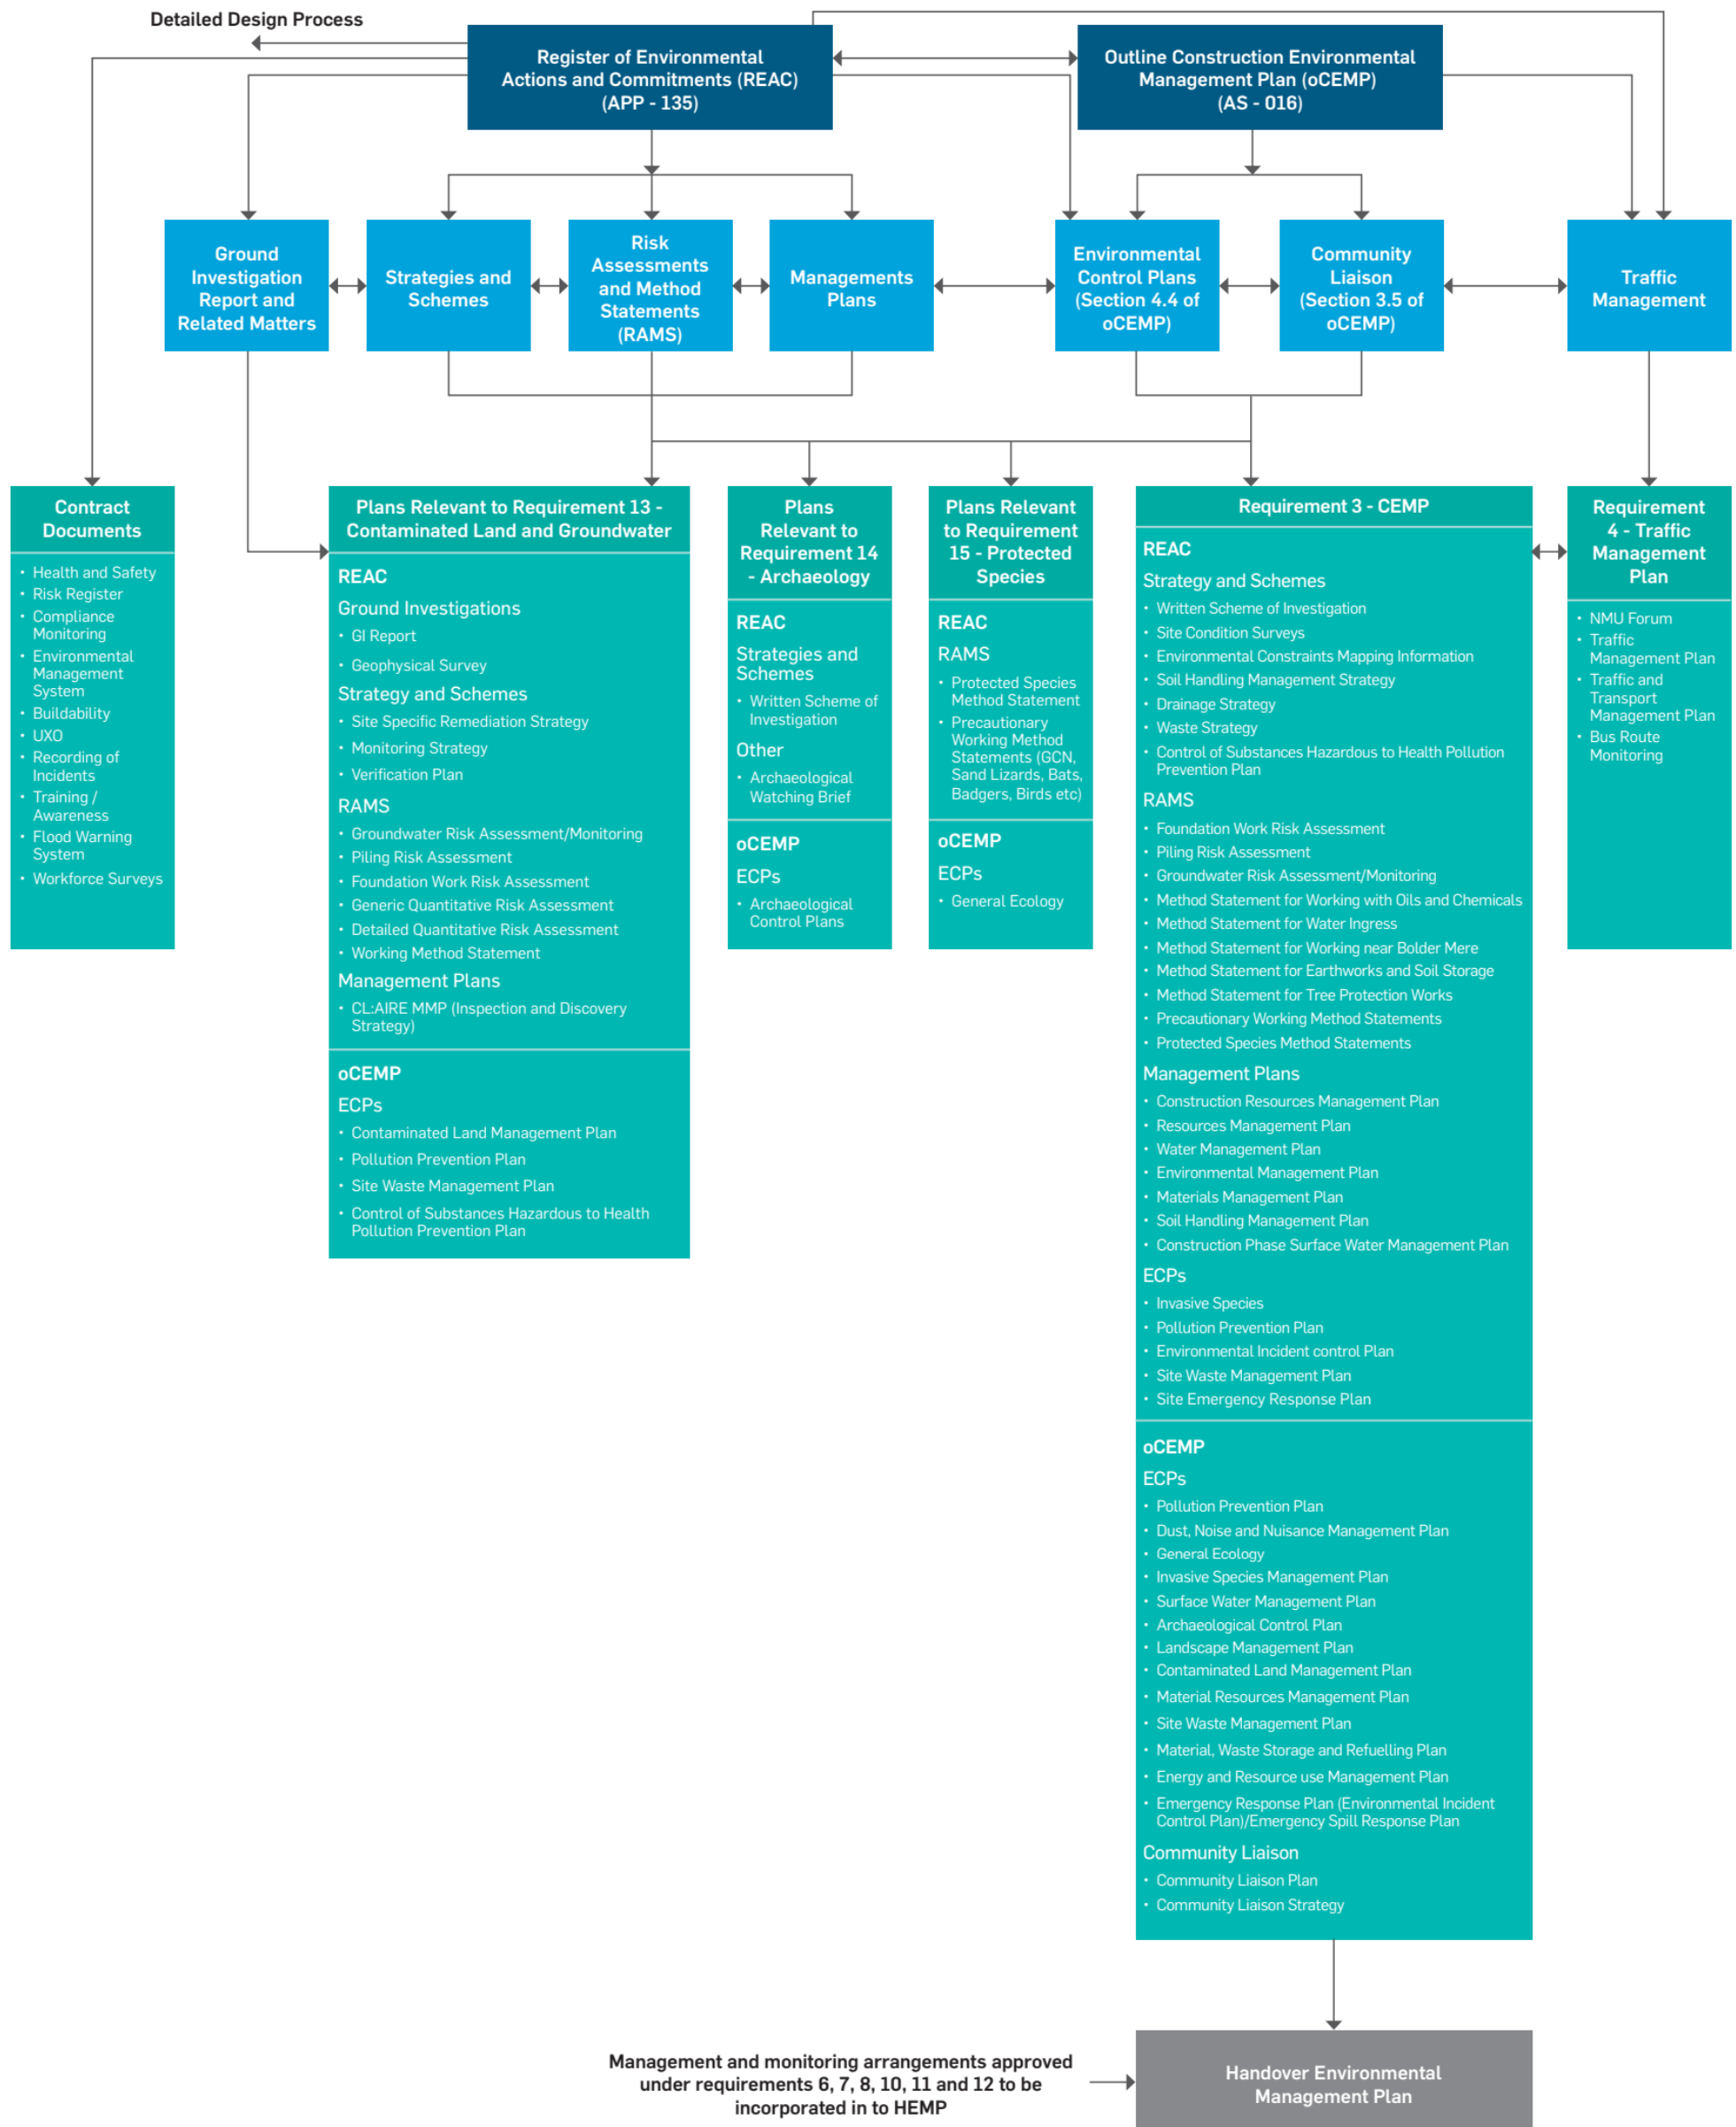 Detailed Design Process
Register of Environmental
Actions and Commitments (REAC)
(APP - 135)
Outline Construction Environmental
Management Plan (oCEMP)
(AS - 016)
Ground
Investigation
Report and
Related Matters
Strategies and
Schemes
Risk
Assessments
and Method
Statements
(RAMS)
Managements
Plans
Environmental
Control Plans
(Section 4.4 of
oCEMP)
Community
Liaison
(Section 3.5 of
oCEMP)
Traffic
Management
Contract
Documents
• Health and Safety
• Risk Register
• Compliance
Monitoring
• Environmental
Management
System
• Buildability
• UXO
• Recording of
Incidents
• Training /
Awareness
• Flood Warning
System
• Workforce Surveys
Plans Relevant to Requirement 13 -
Contaminated Land and Groundwater
REAC
Ground Investigations
• GI Report
• Geophysical Survey
Strategy and Schemes
• Site Specific Remediation Strategy
• Monitoring Strategy
• Verification Plan
RAMS
• Groundwater Risk Assessment/Monitoring
• Piling Risk Assessment
• Foundation Work Risk Assessment
• Generic Quantitative Risk Assessment
• Detailed Quantitative Risk Assessment
• Working Method Statement
Management Plans
• CL:AIRE MMP (Inspection and Discovery
Strategy)
oCEMP
ECPs
• Contaminated Land Management Plan
• Pollution Prevention Plan
• Site Waste Management Plan
• Control of Substances Hazardous to Health
Pollution Prevention Plan
Plans
Relevant to
Requirement 14
- Archaeology
REAC
Strategies and
Schemes
• Written Scheme of
Investigation
Other
• Archaeological
Watching Brief
oCEMP
ECPs
• Archaeological
Control Plans
Plans Relevant
to Requirement
15 - Protected
Species
REAC
RAMS
• Protected Species
Method Statement
• Precautionary
Working Method
Statements (GCN,
Sand Lizards, Bats,
Badgers, Birds etc)
oCEMP
ECPs
• General Ecology
Requirement 3 - CEMP
REAC
Strategy and Schemes
• Written Scheme of Investigation
• Site Condition Surveys
• Environmental Constraints Mapping Information
• Soil Handling Management Strategy
• Drainage Strategy
• Waste Strategy
• Control of Substances Hazardous to Health Pollution
Prevention Plan
RAMS
• Foundation Work Risk Assessment
• Piling Risk Assessment
• Groundwater Risk Assessment/Monitoring
• Method Statement for Working with Oils and Chemicals
• Method Statement for Water Ingress
• Method Statement for Working near Bolder Mere
• Method Statement for Earthworks and Soil Storage
• Method Statement for Tree Protection Works
• Precautionary Working Method Statements
• Protected Species Method Statements
Management Plans
• Construction Resources Management Plan
• Resources Management Plan
• Water Management Plan
• Environmental Management Plan
• Materials Management Plan
• Soil Handling Management Plan
• Construction Phase Surface Water Management Plan
ECPs
• Invasive Species
• Pollution Prevention Plan
• Environmental Incident control Plan
• Site Waste Management Plan
• Site Emergency Response Plan
oCEMP
ECPs
• Pollution Prevention Plan
• Dust, Noise and Nuisance Management Plan
• General Ecology
• Invasive Species Management Plan
• Surface Water Management Plan
• Archaeological Control Plan
• Landscape Management Plan
• Contaminated Land Management Plan
• Material Resources Management Plan
• Site Waste Management Plan
• Material, Waste Storage and Refuelling Plan
• Energy and Resource use Management Plan
• Emergency Response Plan (Environmental Incident
Control Plan)/Emergency Spill Response Plan
Community Liaison
• Community Liaison Plan
• Community Liaison Strategy
Requirement
4 - Traffic
Management
Plan
• NMU Forum
• Traffic
Management Plan
• Traffic and
Transport
Management Plan
• Bus Route
Monitoring
Management and monitoring arrangements approved
under requirements 6, 7, 8, 10, 11 and 12 to be
incorporated in to HEMP
Handover Environmental
Management Plan